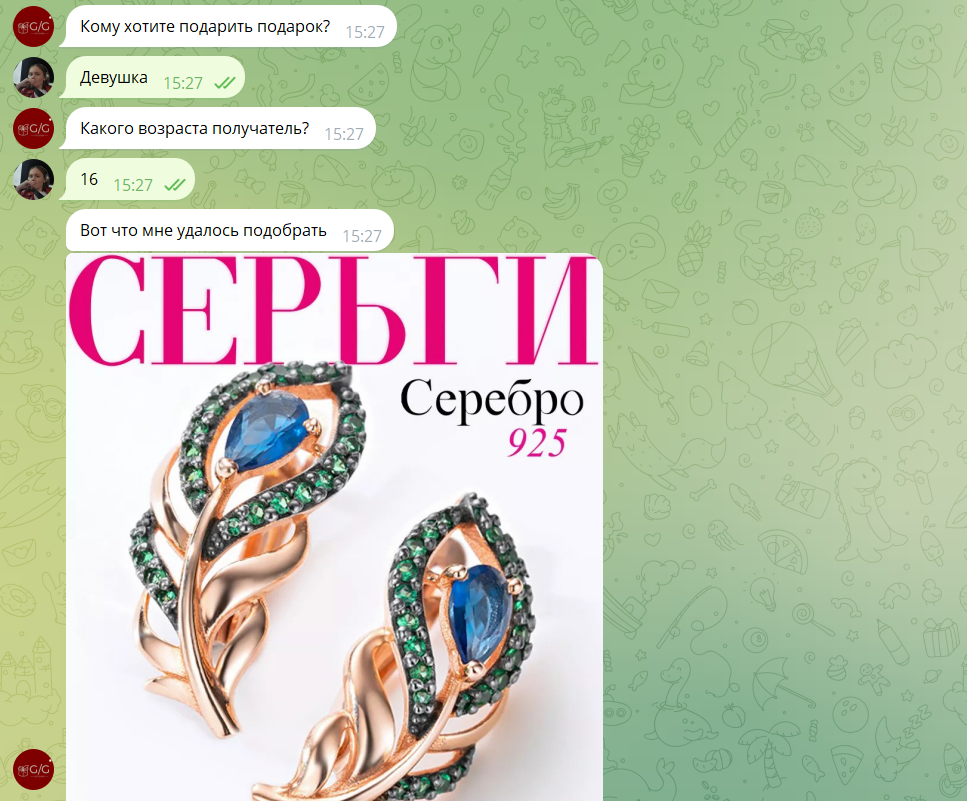 G/G
Кому хотите подарить подарок? 15:27
Девушка 15:27
G/G
Какого возраста получатель? 15:27
16 15:27
Вот что мне удалось подобрать 15:27
СЕРЬГИ
Серебро
925
G/G